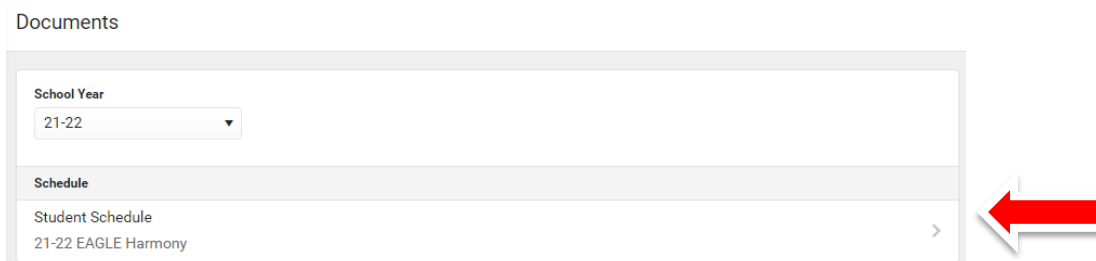 Documents
School Year
21-22
Schedule
Student Schedule
21-22 EAGLE Harmony